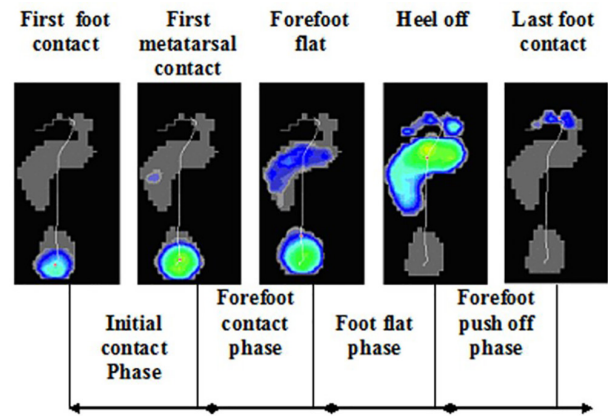 First foot
contact
First
metatarsal
contact
Forefoot
flat
Heel off
Last foot
contact
Initial
contact
Phase
Forefoot
contact
phase
Foot flat
phase
Forefoot
push off
phase